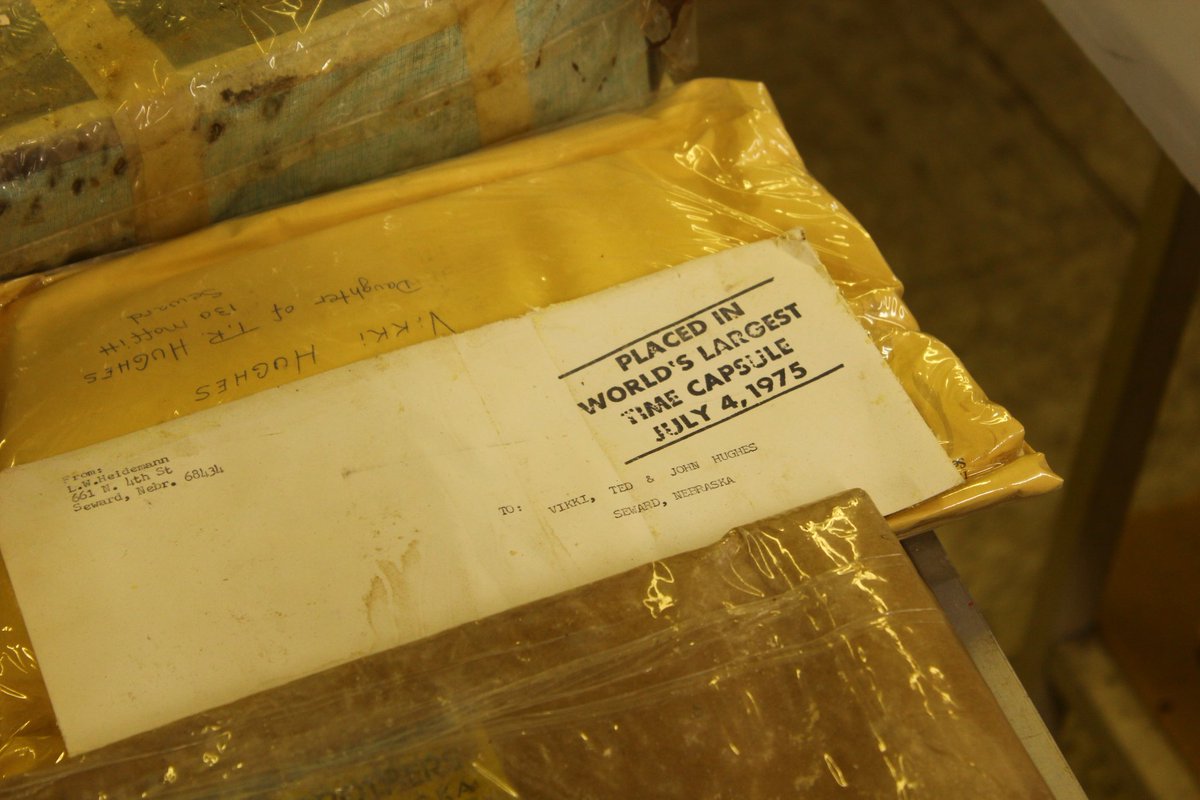 Vikki Hughes
Daughter of T.R HUGHES
130 Moffitt
Seward
From:
L.W.Heidemann
661 N. 4th St
Seward, Nebr. 68434
PLACED IN
WORLD'S LARGEST
TIME CAPSULE
JULY 4, 1975
TO: VIKKI, TED & JOHN HUGHES
SEWARD, NEBRASKA